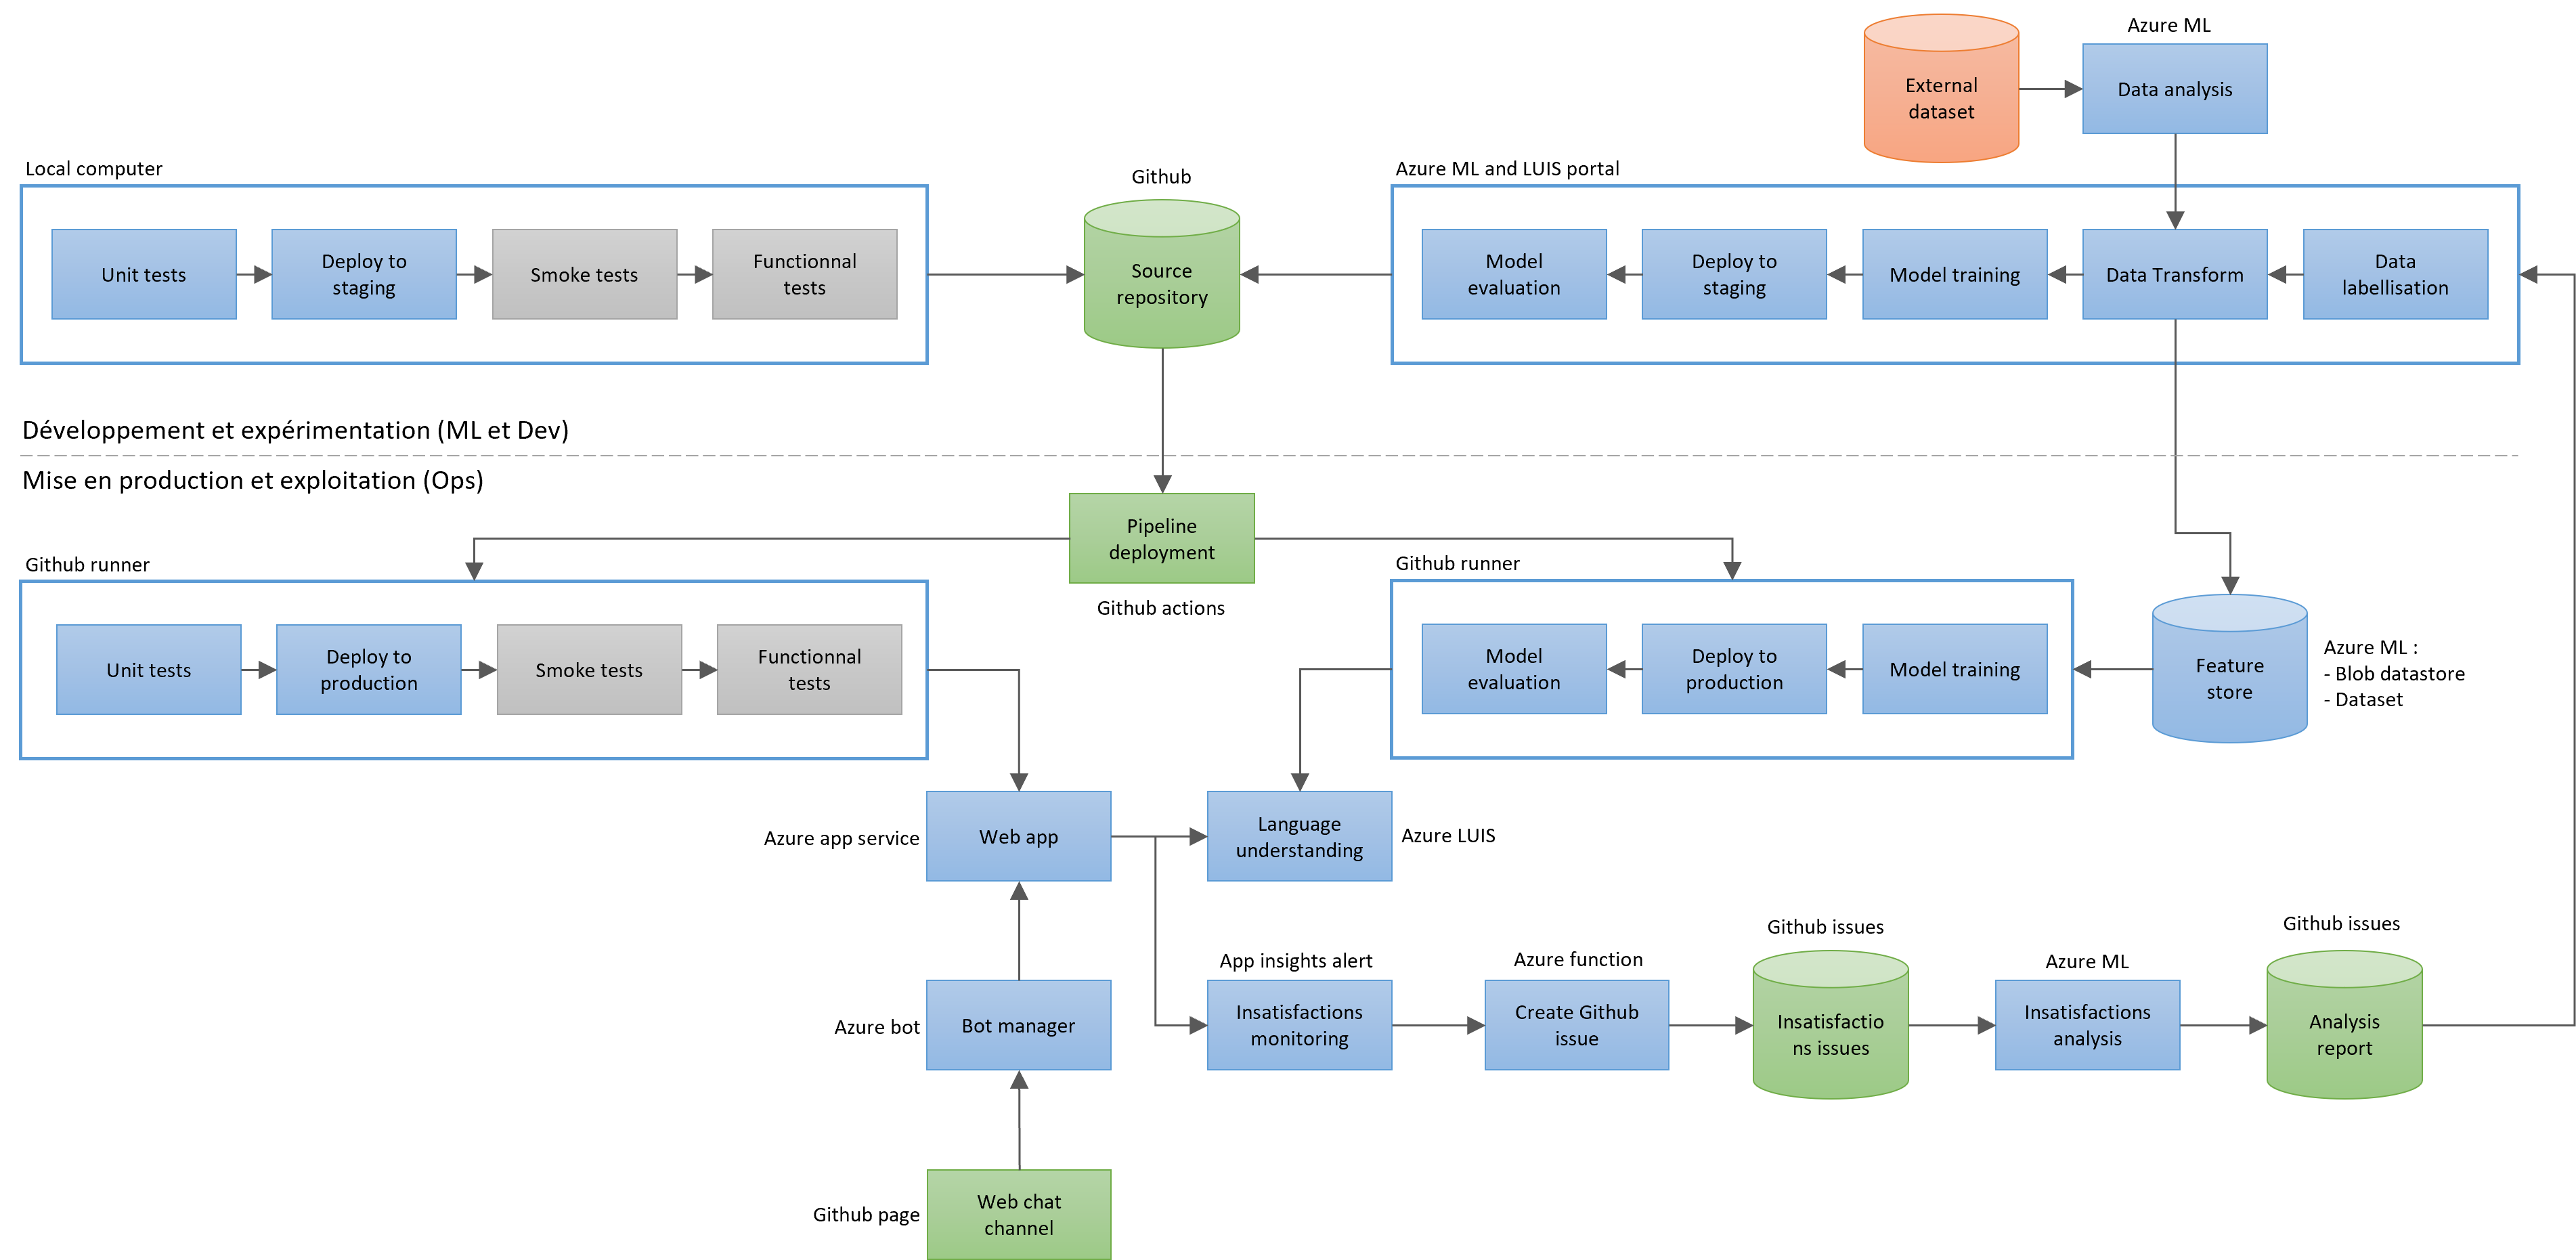 Azure ML
External
dataset
Data analysis
Local computer
Github
Azure ML and LUIS portal
Unit tests
Deploy to
staging
Smoke tests
Functionnal
tests
Source
repository
Model
evaluation
Deploy to
staging
Model training
Data Transform
Data
labellisation
Développement et expérimentation (ML et Dev)
Mise en production et exploitation (Ops)
Pipeline
deployment
Github actions
Github runner
Unit tests
Deploy to
production
Smoke tests
Functionnal
tests
Github runner
Model
evaluation
Deploy to
production
Model training
Feature
store
Azure ML :
- Blob datastore
- Dataset
Azure app service
Web app
Language
understanding
Azure LUIS
Azure bot
Bot manager
App insights alert
Insatisfactions
monitoring
Azure function
Create Github
issue
Github issues
Insatisfactio
ns issues
Azure ML
Insatisfactions
analysis
Github issues
Analysis
report
Github page
Web chat
channel